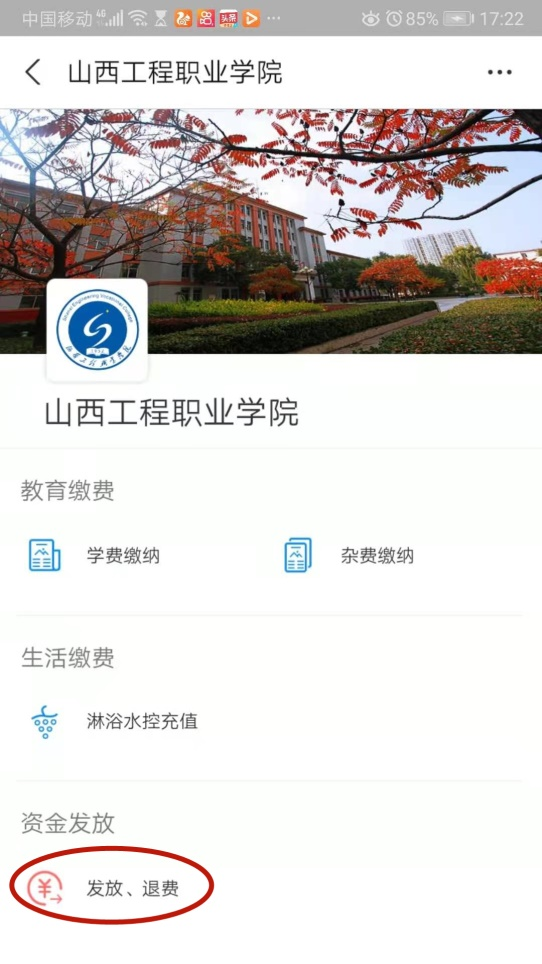 中国移动 4G 头条 85% 17:22
山西工程职业学院
山西工程职业学院
教育缴费
学费缴纳 杂费缴纳
生活缴费
淋浴水控充值
资金发放
¥ 发放、退费